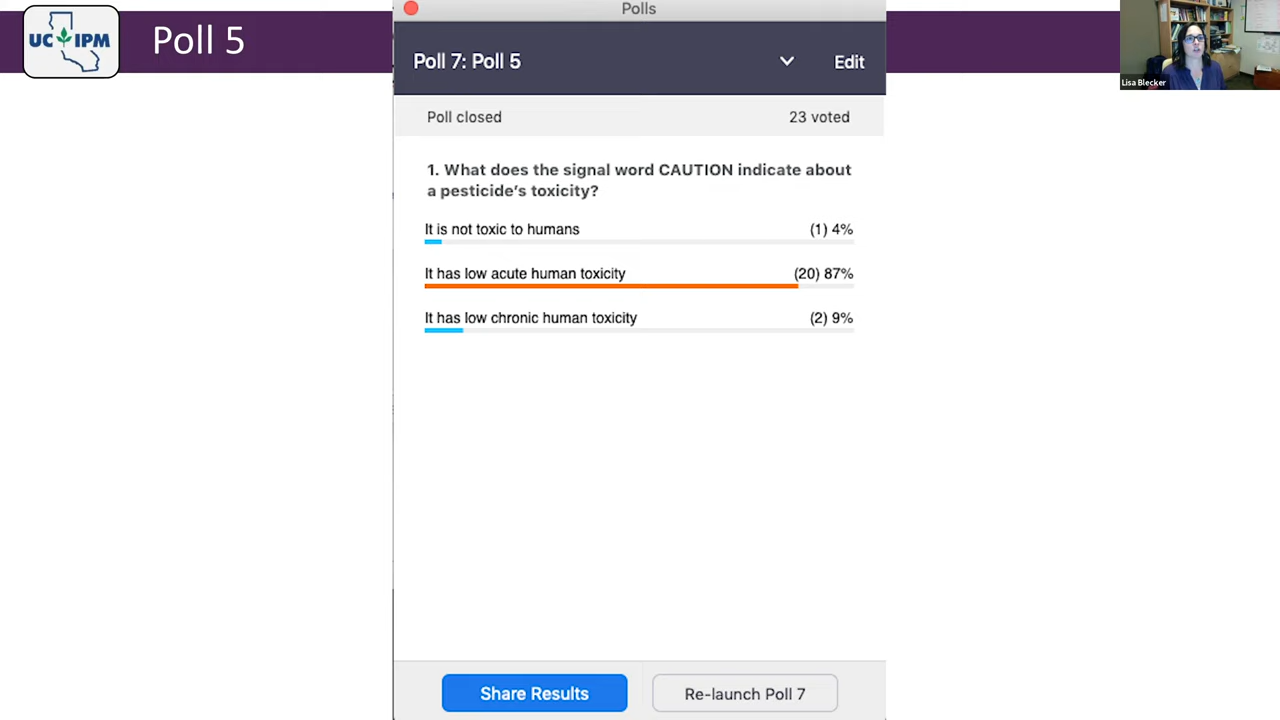 UC IPM
Poll 5
Polls
Poll 7: Poll 5
Edit
Lisa Blecker
Poll closed
23 voted
1. What does the signal word CAUTION indicate about
a pesticide's toxicity?
It is not toxic to humans
(1) 4%
It has low acute human toxicity
(20) 87%
It has low chronic human toxicity
(2) 9%
Share Results
Re-launch Poll 7